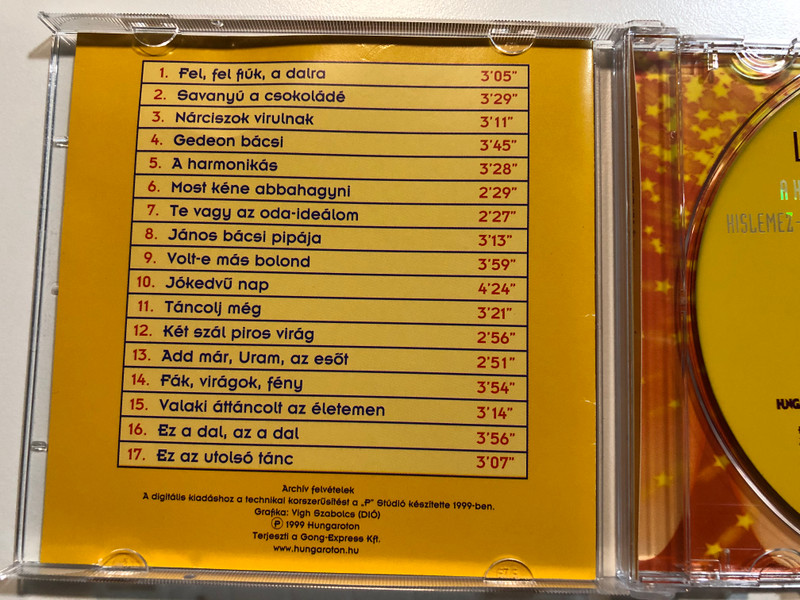 1. Fel, fel fiúk, a dalra 3'05"
2. Savanyú a csokoládé 3'29"
3. Nárciszok virulnak 3'11"
4. Gedeon bácsi 3'45"
5. A harmonikás 3'28"
6. Most kéne abbahagyni 2'29"
7. Te vagy az oda-ideálom 2'27"
8. János bácsi pipája 3'13"
9. Volt-e más bolond 3'59"
10. Jókedvű nap 4'24"
11. Táncolj még 3'21"
12. Két szál piros virág 2'56"
13. Add már, Uram, az esőt 2'51"
14. Fák, virágok, fény 3'54"
15. Valaki áttáncolt az életemen 3'14"
16. Ez a dal, az a dal 3'56"
17. Ez az utolsó tánc 3'07"
Archív felvételek
A digitális kiadáshoz a technikai korszerűsítést a „P" Stúdió készítette 1999-ben.
Grafika: Vigh Szabolcs (DIÓ)
Ⓟ 1999 Hungaroton
Terjeszti a Gong-Express Kft.
www.hungaroton.hu
KISLEMEZ-